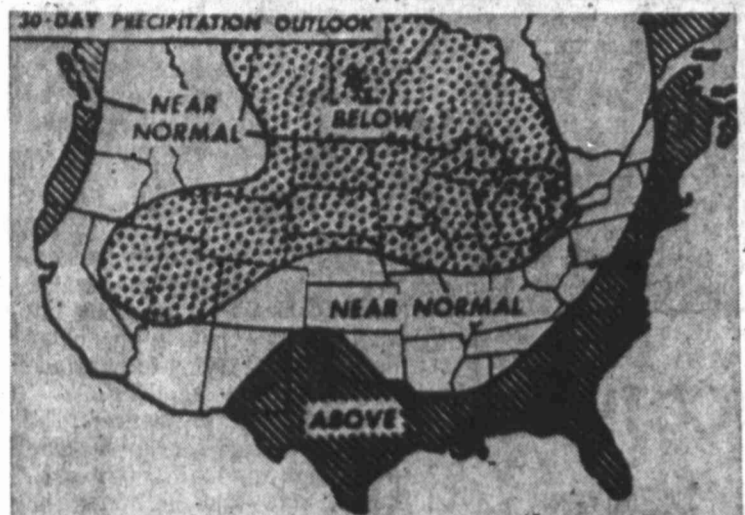 30-DAY PRECIPITATION OUTLOOK
NEAR
NORMAL
BELOW
NEAR NORMAL
ABOVE